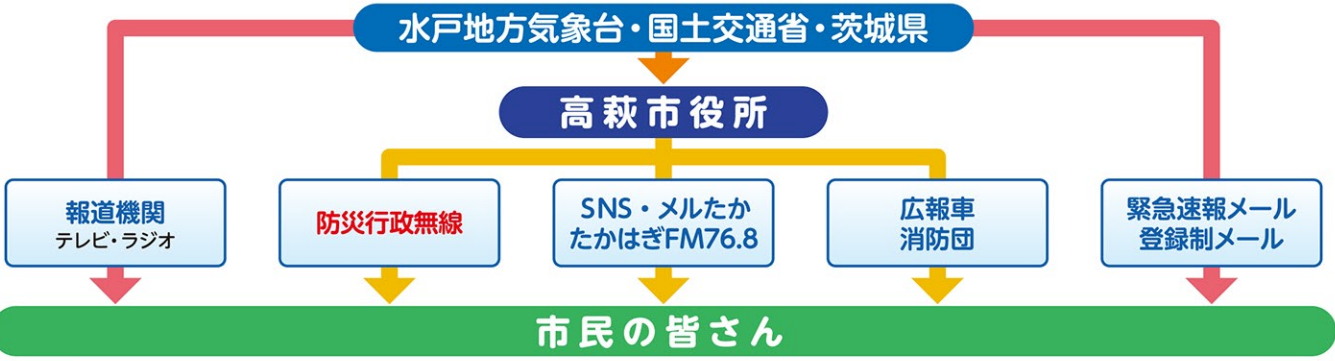 水戸地方気象台・国土交通省・茨城県
高萩市役所
報道機関
テレビ・ラジオ
防災行政無線
SNS・メルたか
たかはぎFM76.8
広報車
消防団
緊急速報メール
登録制メール
市民の皆さん